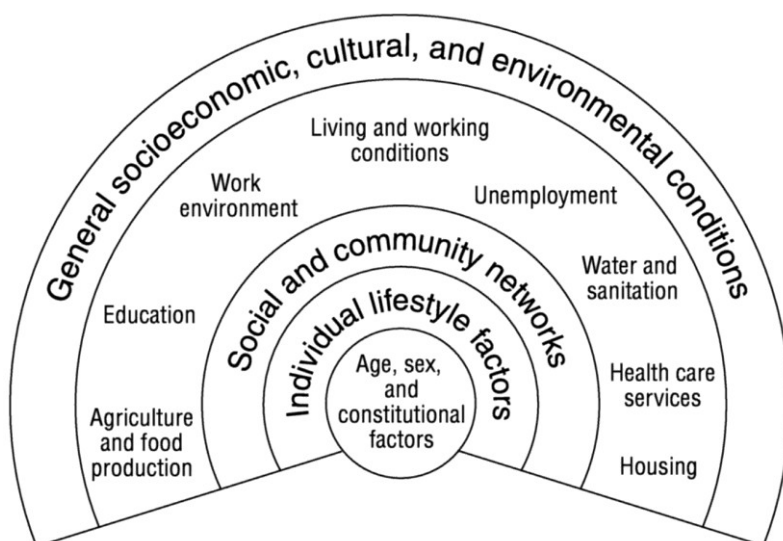 General socioeconomic, cultural, and environmental conditions
Living and working
conditions
Work
environment
Unemployment
Education
Water and
sanitation
Agriculture
and food
production
Health care
services
Housing
Social and community networks
Individual lifestyle factors
Age, sex,
and
constitutional
factors